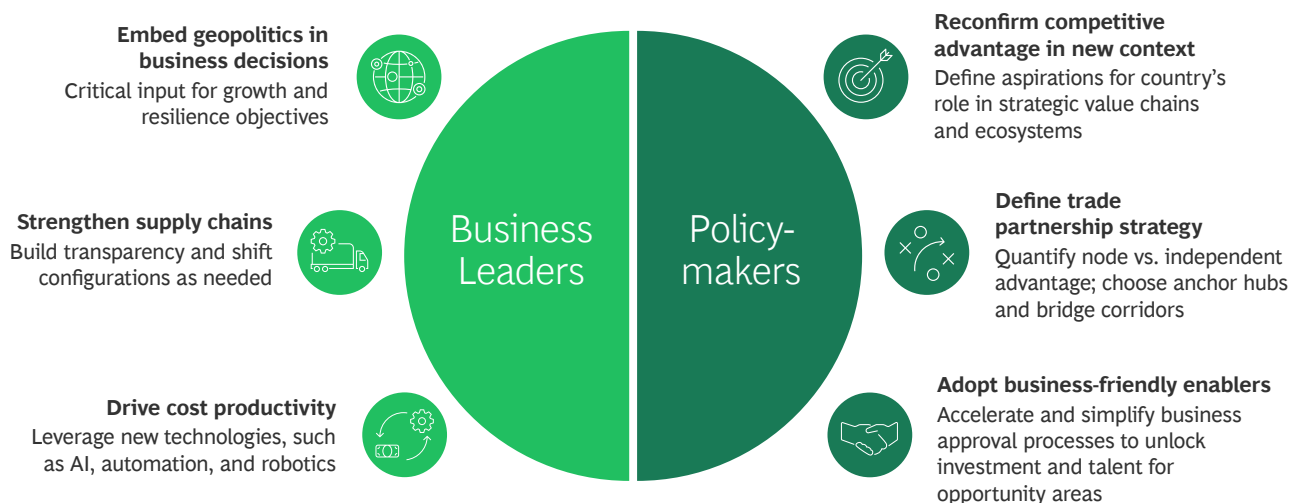 Embed geopolitics in
business decisions
Critical input for growth and
resilience objectives
Strengthen supply chains
Build transparency and shift
configurations as needed
Drive cost productivity
Leverage new technologies, such
as AI, automation, and robotics
Business
Leaders
Policy-
makers
Reconfirm competitive
advantage in new context
Define aspirations for country’s
role in strategic value chains
and ecosystems
Define trade
partnership strategy
Quantify node vs. independent
advantage; choose anchor hubs
and bridge corridors
Adopt business-friendly enablers
Accelerate and simplify business
approval processes to unlock
investment and talent for
opportunity areas